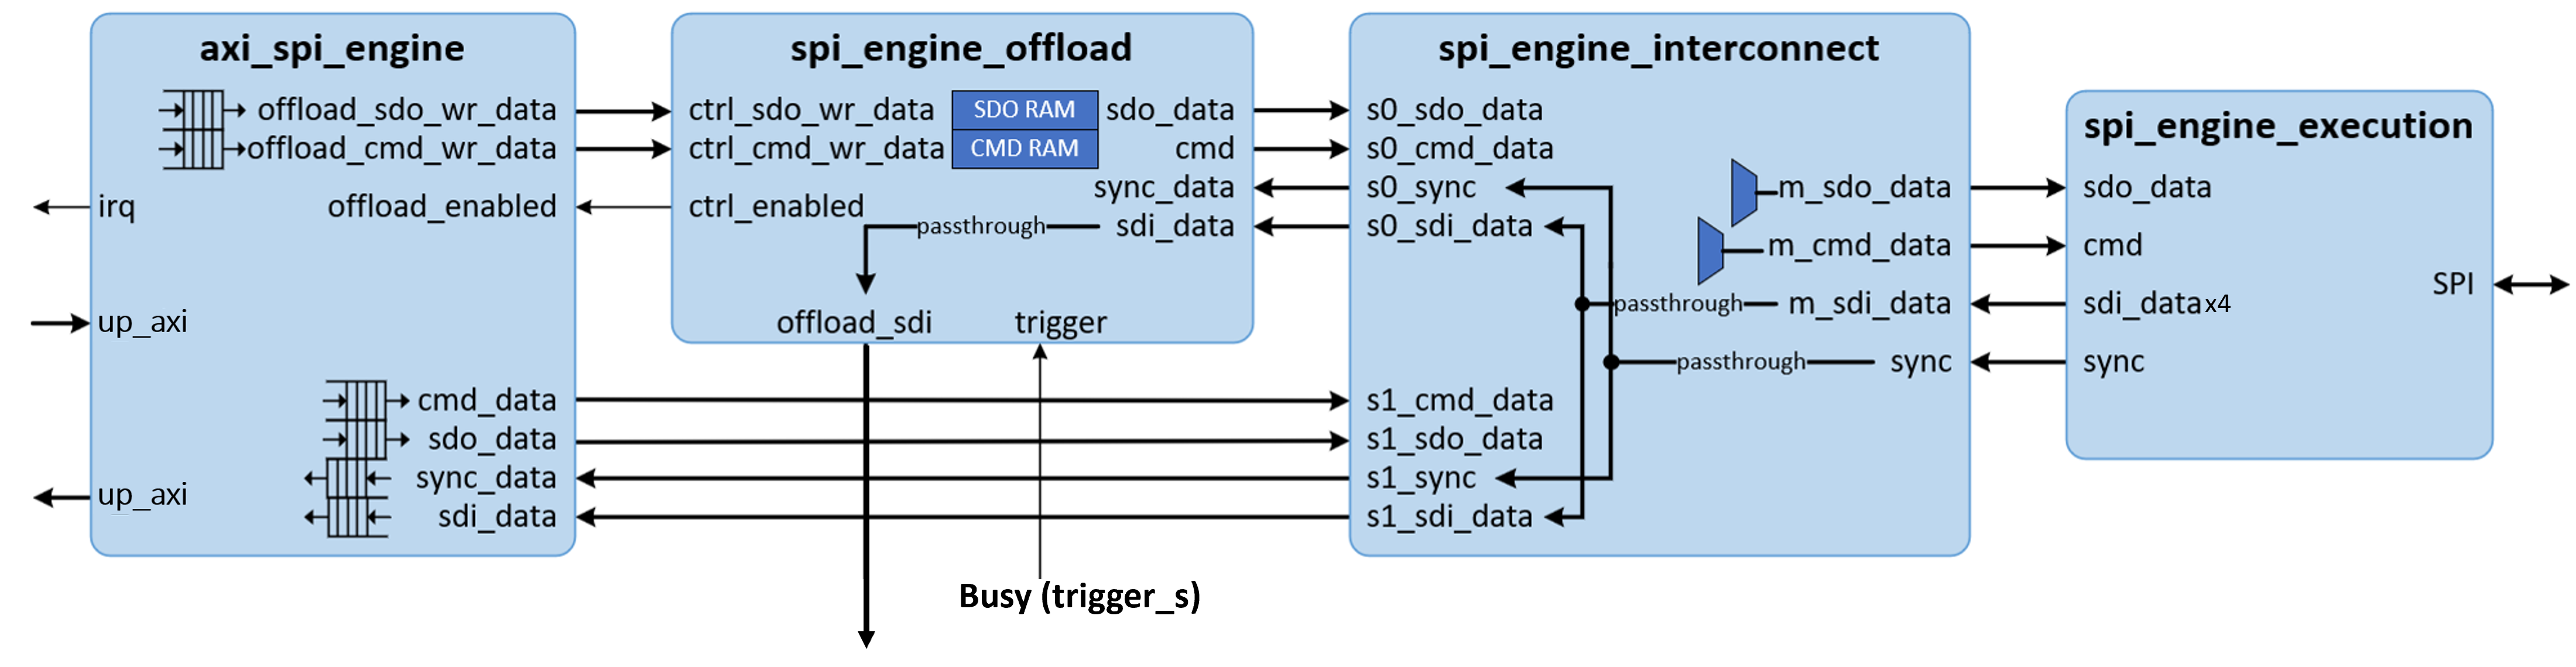 axi_spi_engine
offload_sdo_wr_data
offload_cmd_wr_data
irq
offload_enabled
up_axi
cmd_data
sdo_data
sync_data
up_axi
sdi_data
spi_engine_offload
ctrl_sdo_wr_data
SDO RAM
sdo_data
ctrl_cmd_wr_data
CMD RAM
cmd
sync_data
ctrl_enabled
passthrough
sdi_data
offload_sdi
trigger
Busy (trigger_s)
spi_engine_interconnect
s0_sdo_data
s0_cmd_data
s0_sync
m_sdo_data
s0_sdi_data
m_cmd_data
passthrough
m_sdi_data
passthrough
sync
s1_cmd_data
s1_sdo_data
s1_sync
s1_sdi_data
spi_engine_execution
sdo_data
cmd
SPI
sdi_datax4
sync